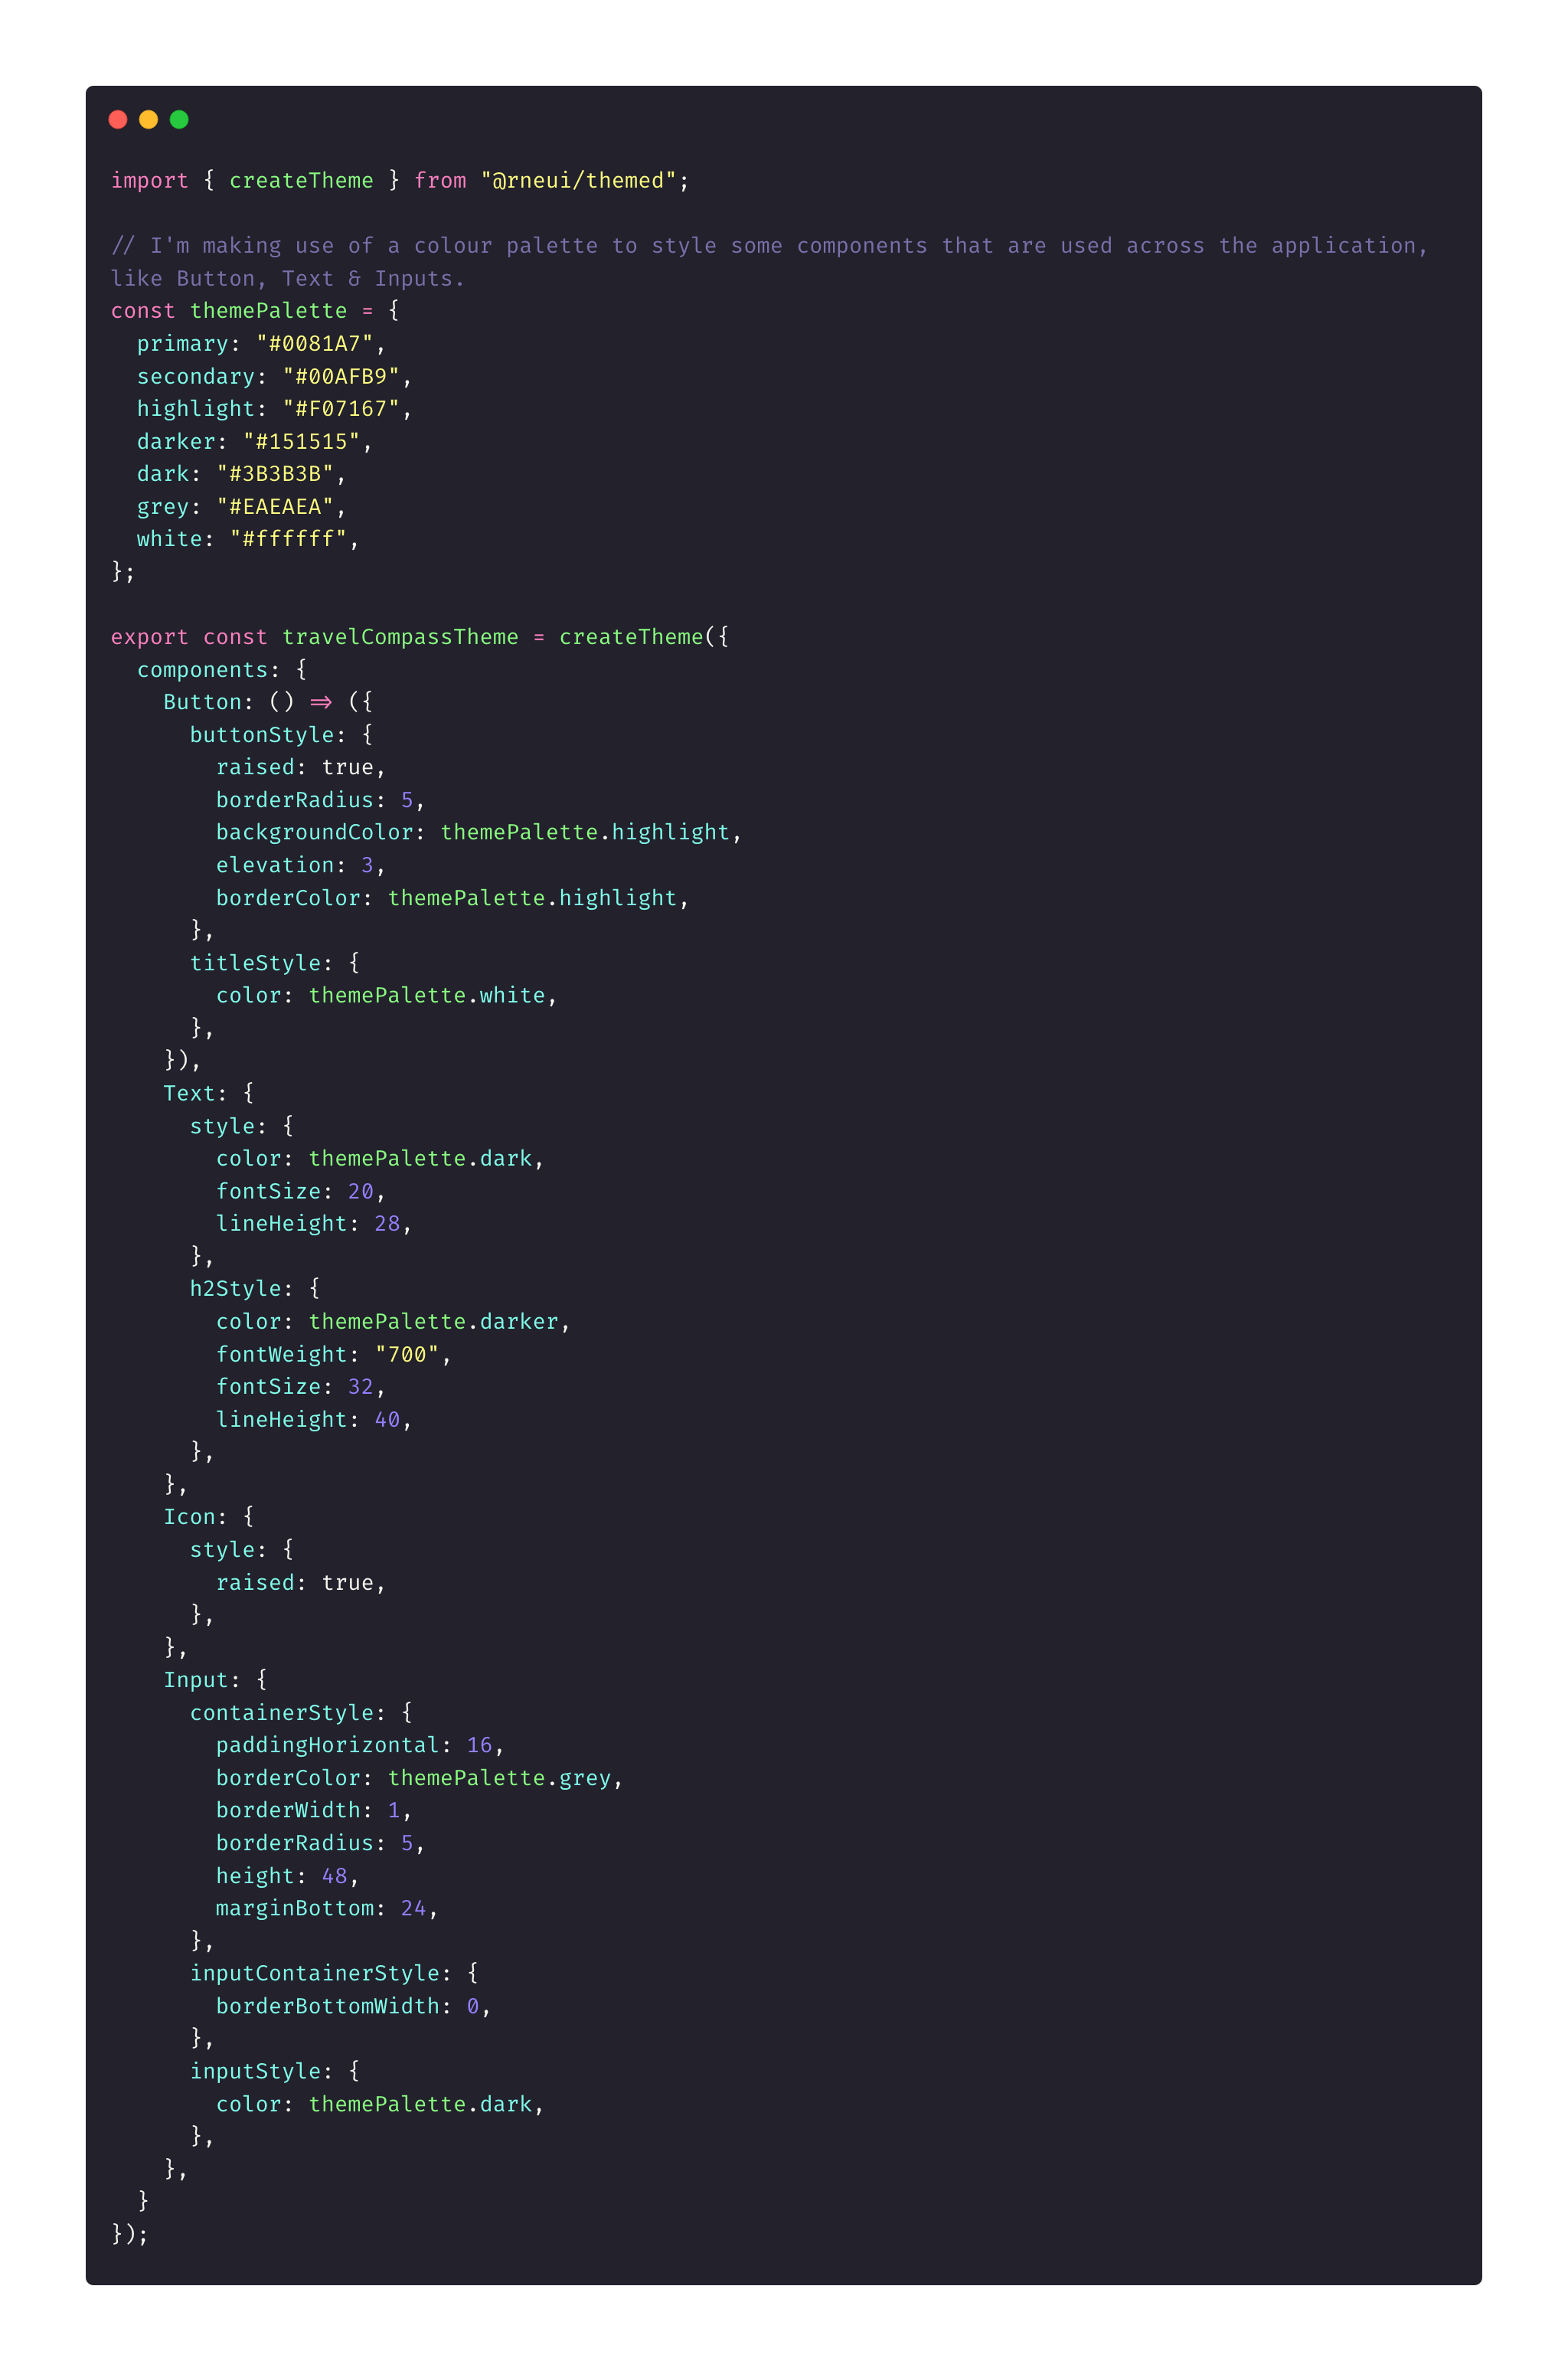 import { createTheme } from "@rneui/themed";

// I'm making use of a colour palette to style some components that are used across the application,
like Button, Text & Inputs.
const themePalette = {
  primary: "#0081A7",
  secondary: "#00AFB9",
  highlight: "#F07167",
  darker: "#151515",
  dark: "#3B3B3B",
  grey: "#EAEAEA",
  white: "#ffffff",
};

export const travelCompassTheme = createTheme({
  components: {
    Button: () => ({
      buttonStyle: {
        raised: true,
        borderRadius: 5,
        backgroundColor: themePalette.highlight,
        elevation: 3,
        borderColor: themePalette.highlight,
      },
      titleStyle: {
        color: themePalette.white,
      },
    }),
    Text: {
      style: {
        color: themePalette.dark,
        fontSize: 20,
        lineHeight: 28,
      },
      h2Style: {
        color: themePalette.darker,
        fontWeight: "700",
        fontSize: 32,
        lineHeight: 40,
      },
    },
    Icon: {
      style: {
        raised: true,
      },
    },
    Input: {
      containerStyle: {
        paddingHorizontal: 16,
        borderColor: themePalette.grey,
        borderWidth: 1,
        borderRadius: 5,
        height: 48,
        marginBottom: 24,
      },
      inputContainerStyle: {
        borderBottomWidth: 0,
      },
      inputStyle: {
        color: themePalette.dark,
      },
    },
  }
});